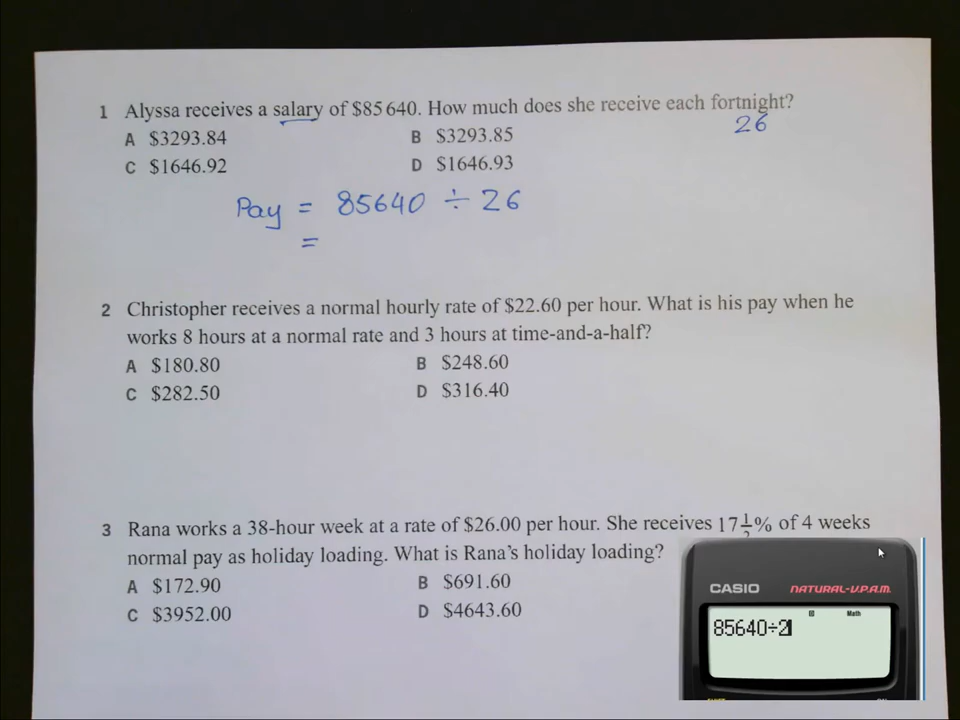 1 Alyssa receives a salary of $85 640. How much does she receive each fortnight?
26
A $3293.84 B $3293.85
C $1646.92 D $1646.93
Pay = 85640 ÷ 26
=
2 Christopher receives a normal hourly rate of $22.60 per hour. What is his pay when he
works 8 hours at a normal rate and 3 hours at time-and-a-half?
A $180.80 B $248.60
C $282.50 D $316.40
3 Rana works a 38-hour week at a rate of $26.00 per hour. She receives 17 1/2% of 4 weeks
normal pay as holiday loading. What is Rana's holiday loading?
A $172.90 B $691.60
C $3952.00 D $4643.60
CASIO NATURAL-V.P.A.M.
D Math
85640÷2